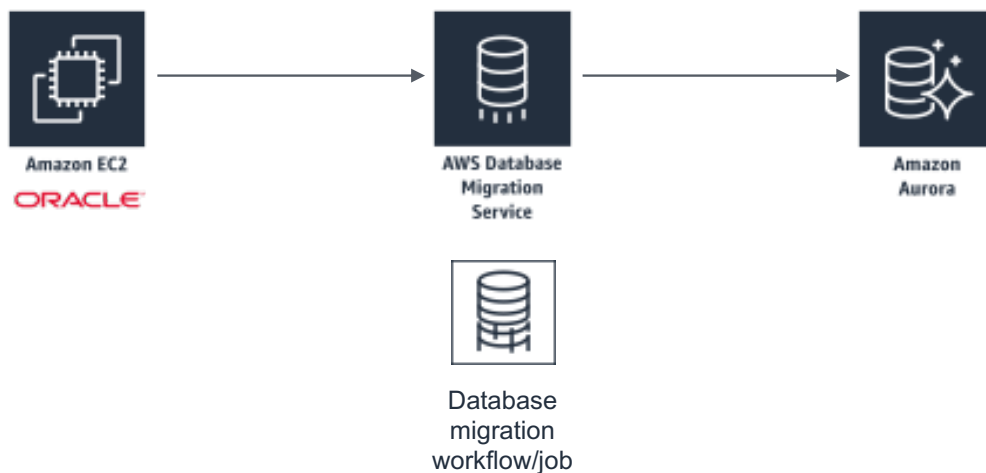 Amazon EC2
ORACLE
AWS Database
Migration
Service
Amazon
Aurora
Database
migration
workflow/job